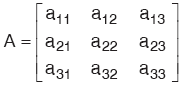 a₁₁ a₁₂ a₁₃
A = a₂₁ a₂₂ a₂₃
a₃₁ a₃₂ a₃₃